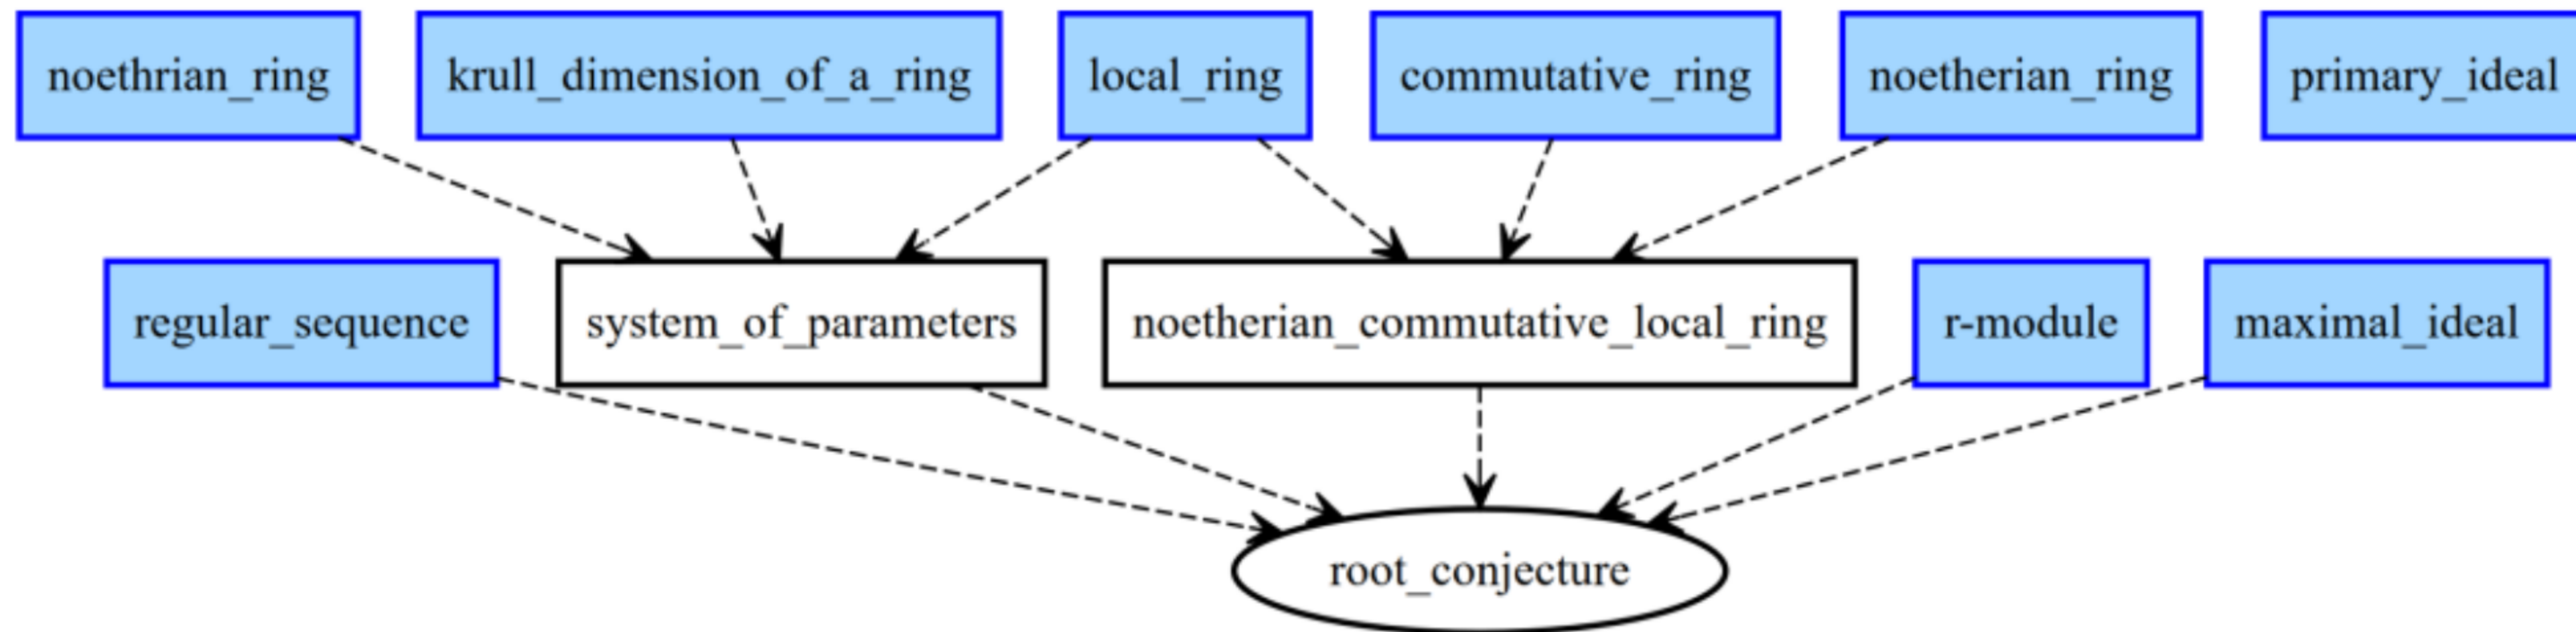 noethrian_ring
krull_dimension_of_a_ring
local_ring
commutative_ring
noetherian_ring
primary_ideal
regular_sequence
system_of_parameters
noetherian_commutative_local_ring
r-module
maximal_ideal
root_conjecture